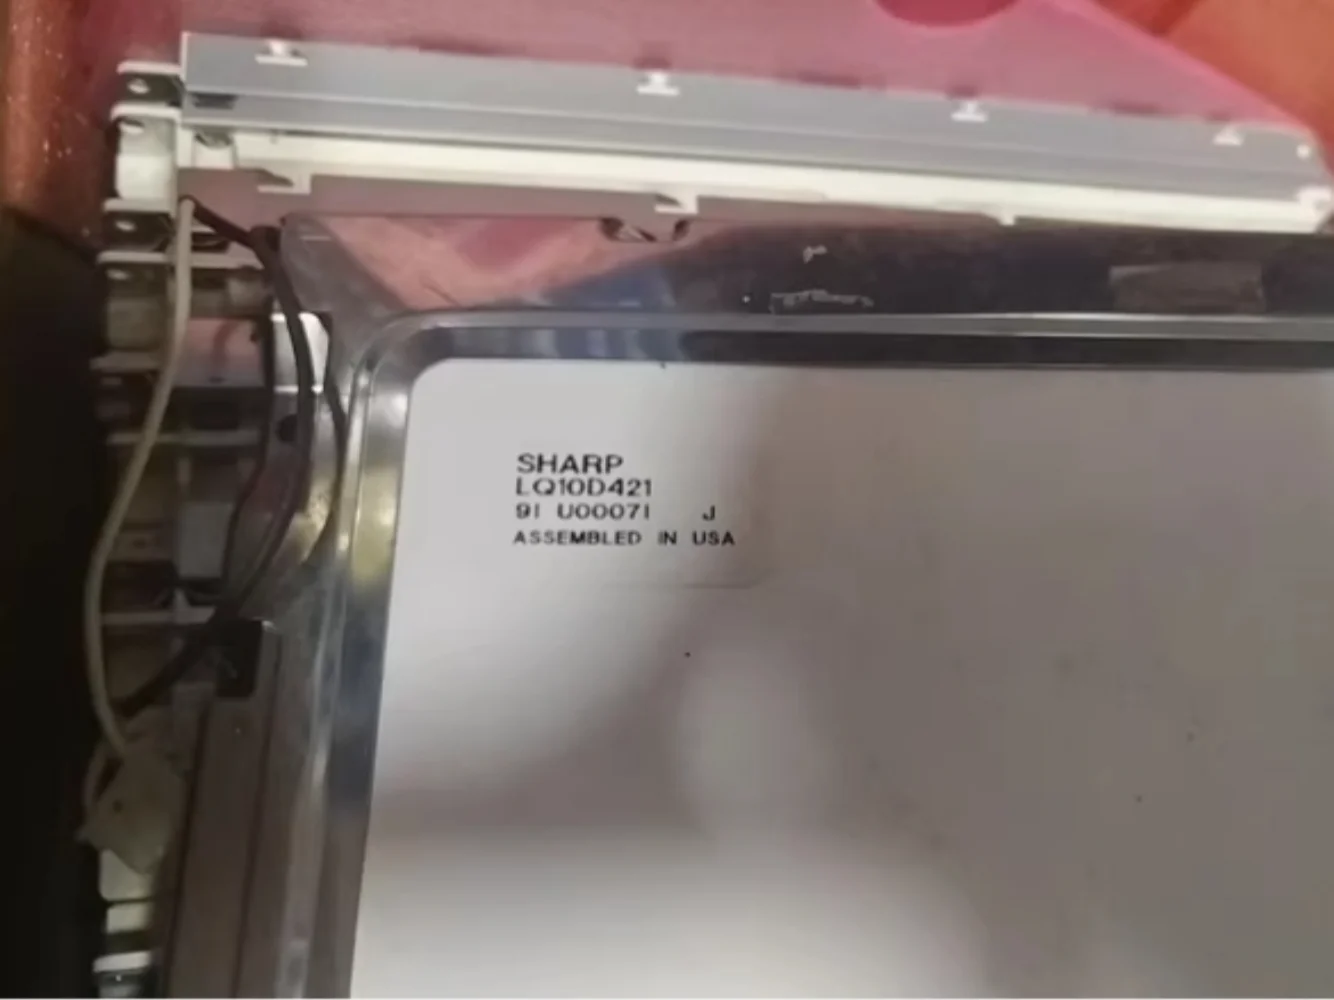 SHARP
LQ10D421
91 U00071 J
ASSEMBLED IN USA